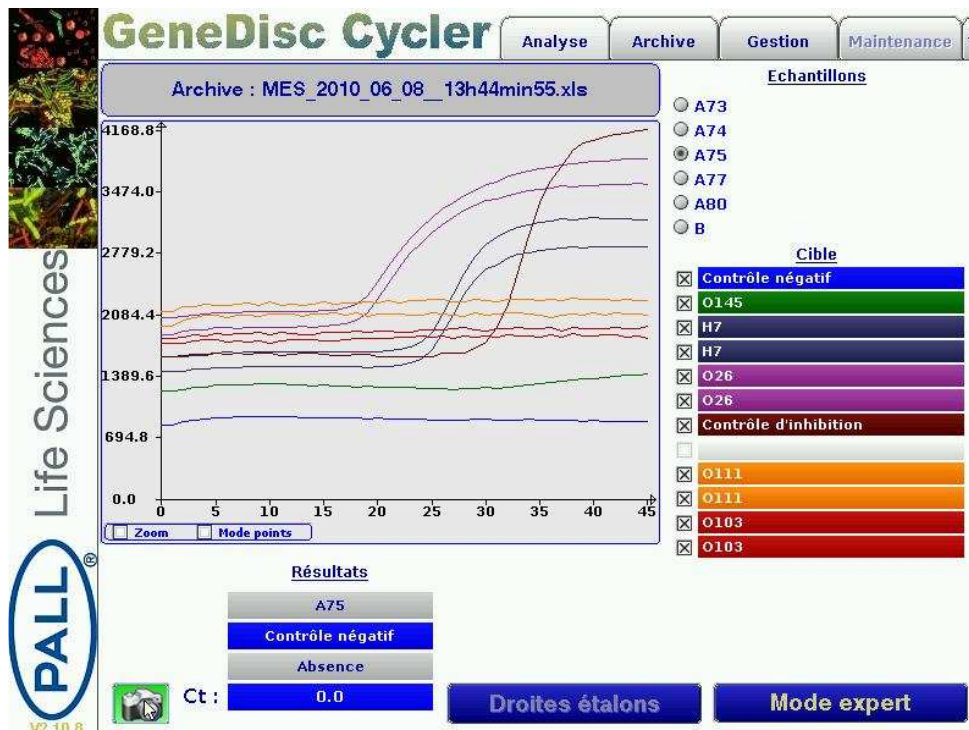 GeneDisc Cycler
Analyse
Archive
Gestion
Maintenance
Archive : MES_2010_06_08__13h44min55.xls
4168.8
3474.0
2779.2
2084.4
1389.6
694.8
0.0
0 5 10 15 20 25 30 35 40 45
Zoom
Mode points
Echantillons
A73
A74
A75
A77
A80
B
Cible
Contrôle négatif
O145
H7
H7
O26
O26
Contrôle d'inhibition
O111
O111
O103
O103
Résultats
A75
Contrôle négatif
Absence
Ct : 0.0
Droites étalons
Mode expert
Life Sciences
PALL®
V2.10.8